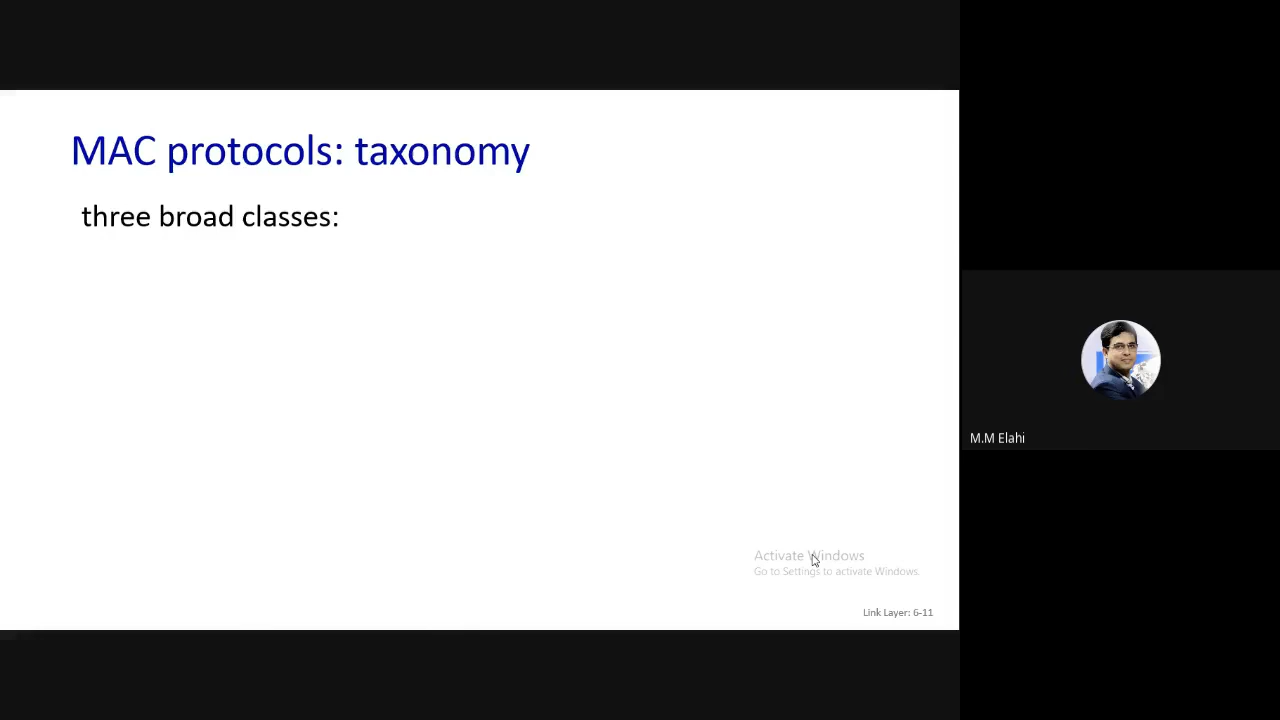 MAC protocols: taxonomy
three broad classes:
M.M Elahi
Activate Windows
Go to Settings to activate Windows.
Link Layer: 6-11